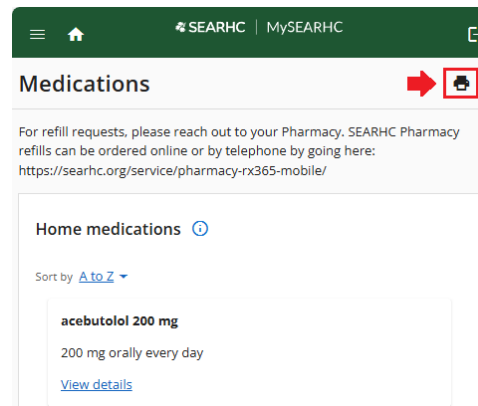 SEARHC | MySEARHC
Medications
For refill requests, please reach out to your Pharmacy. SEARHC Pharmacy
refills can be ordered online or by telephone by going here:
https://searhc.org/service/pharmacy-rx365-mobile/
Home medications
Sort by A to Z
acebutolol 200 mg
200 mg orally every day
View details